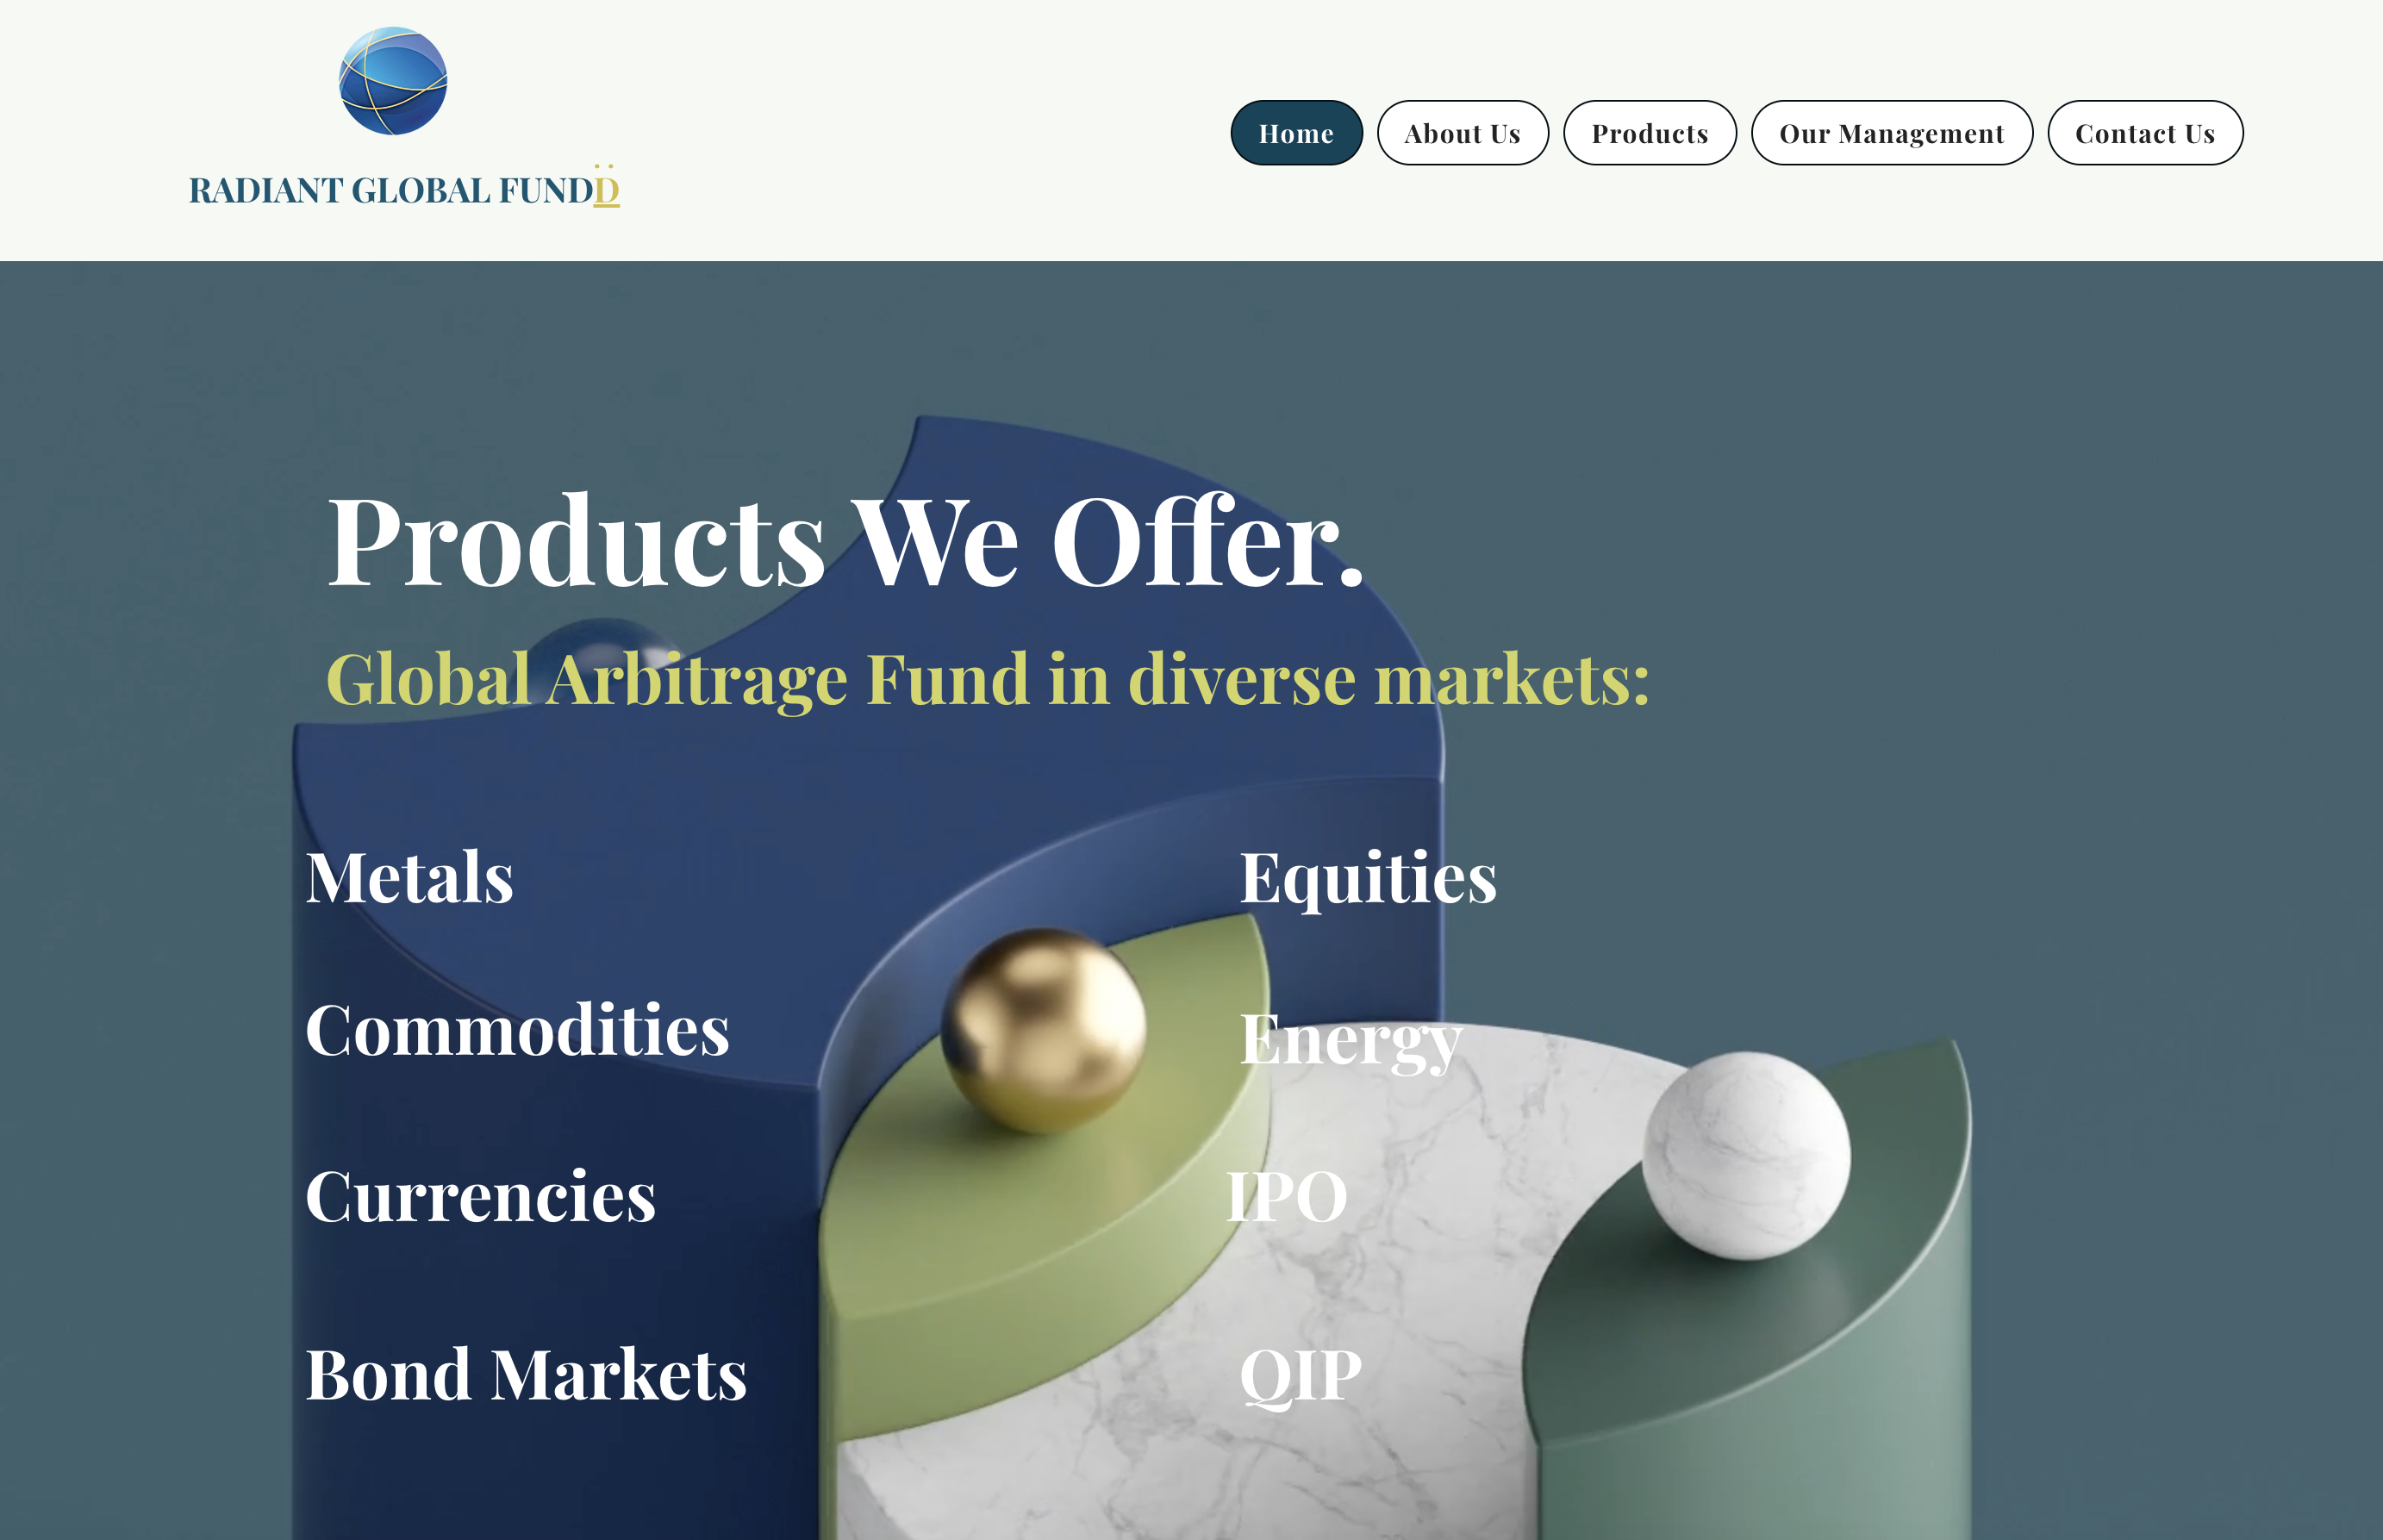 RADIANT GLOBAL FUNDD̤̈
Home
About Us
Products
Our Management
Contact Us
Products We Offer.
Global Arbitrage Fund in diverse markets:
Metals
Equities
Commodities
Energy
Currencies
IPO
Bond Markets
QIP